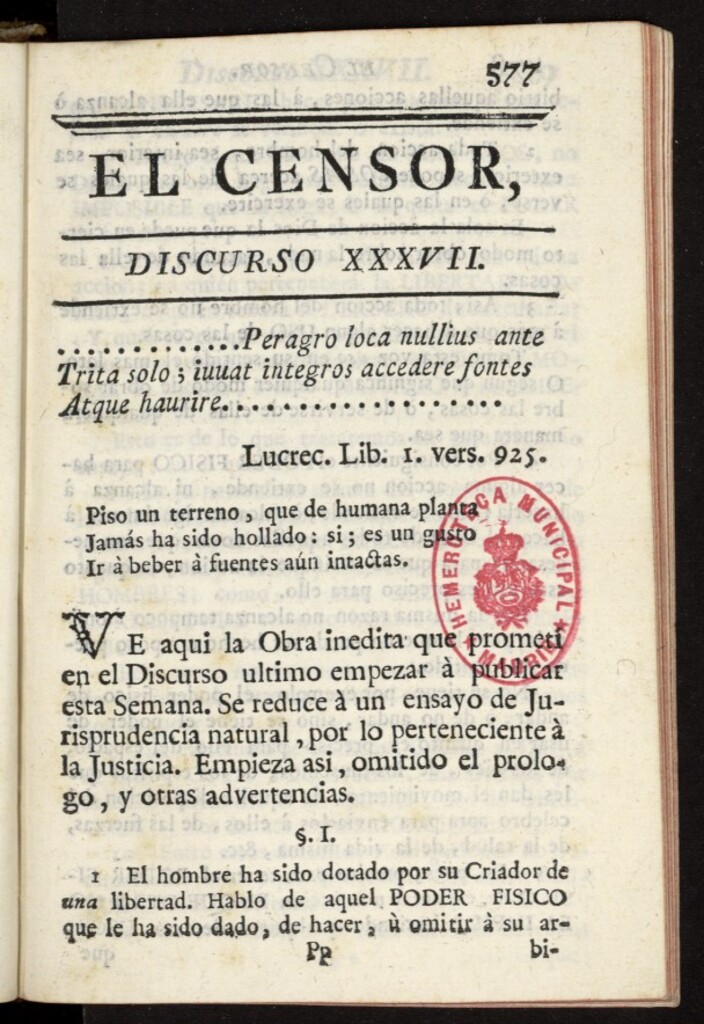 577
EL CENSOR,
DISCURSO XXXVII.
.............Peragro loca nullius ante
Trita solo; iuuat integros accedere fontes
Atque haurire...................
Lucrec. Lib. 1. vers. 925.
Piso un terreno, que de humana planta
Jamás ha sido hollado: si; es un gusto
Ir à beber à fuentes aún intactas.
HEMEROTECA MUNICIPAL
★ MADRID ★
VE aqui la Obra inedita que prometí
en el Discurso ultimo empezar à publicar
esta Semana. Se reduce à un ensayo de Ju-
risprudencia natural, por lo perteneciente à
la Justicia. Empieza asi, omitido el prolo-
go, y otras advertencias.
§. I.
1 El hombre ha sido dotado por su Criador de
una libertad. Hablo de aquel PODER FISICO
que le ha sido dado, de hacer, ù omitir à su ar-
Pp bi-